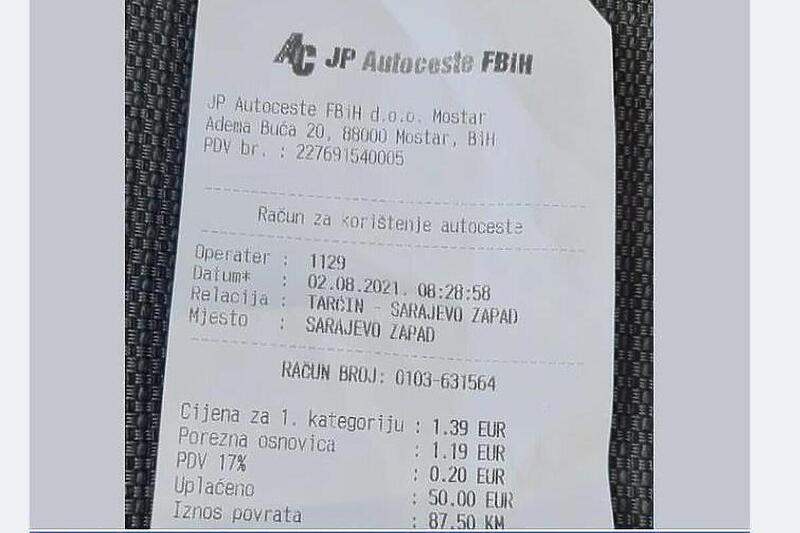 AC JP Autoceste FBiH
JP Autoceste FBiH d.o.o. Mostar
Adema Buća 20, 88000 Mostar, BiH
PDV br. : 227691540005
Račun za korištenje autoceste
Operater : 1129
Datum* : 02.08.2021. 08:28:58
Relacija : TARČIN - SARAJEVO ZAPAD
Mjesto : SARAJEVO ZAPAD
RAČUN BROJ: 0103-631564
Cijena za 1. kategoriju : 1.39 EUR
Porezna osnovica : 1.19 EUR
PDV 17% : 0.20 EUR
Uplaćeno : 50.00 EUR
Iznos povrata : 87.50 KM